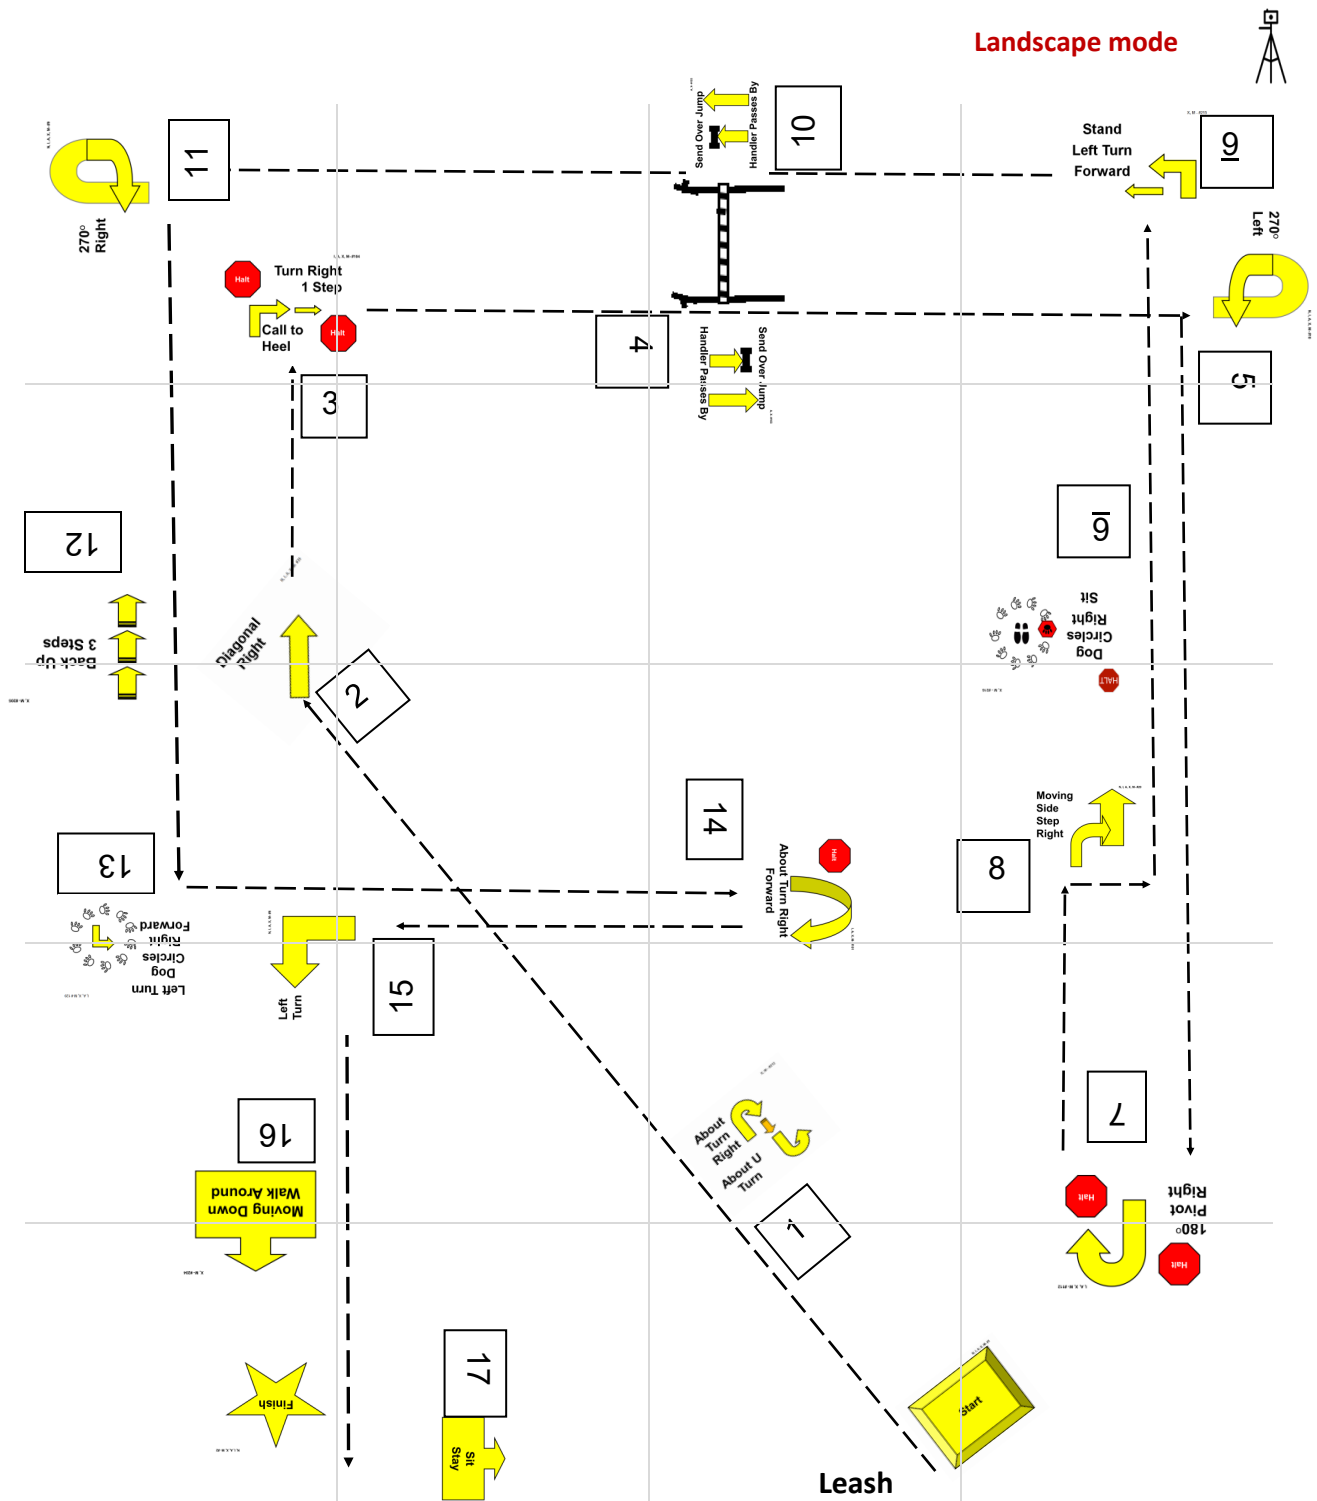 Landscape mode
10
Send Over Jump
Handler Passes By
11
270°
Right
Stand
Left Turn
Forward
9
270°
Left
Halt
Turn Right
1 Step
Call to
Heel
Halt
3
4
Handler Passes By
Send Over Jump
5
12
Back Up
3 Steps
Diagonal
Right
2
6
HALT
Dog
Circles
Right
Sit
14
Halt
About Turn Right
Forward
Moving
Side
Step
Right
8
13
Left Turn
Dog
Circles
Right
Forward
Left
Turn
15
16
Moving Down
Walk Around
About
Turn
Right
About U
Turn
1
7
Halt
180°
Pivot
Right
Halt
17
Sit
Stay
Finish
Start
Leash